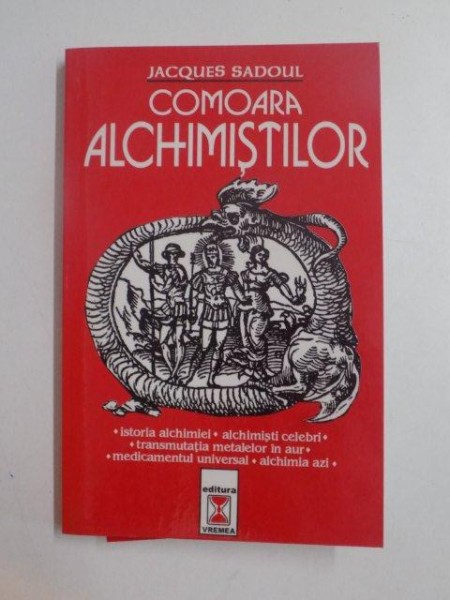 JACQUES SADOUL
COMOARA
ALCHIMIȘTILOR
• istoria alchimiei • alchimiști celebri •
• transmutația metalelor în aur •
• medicamentul universal • alchimia azi •
editura
VREMEA